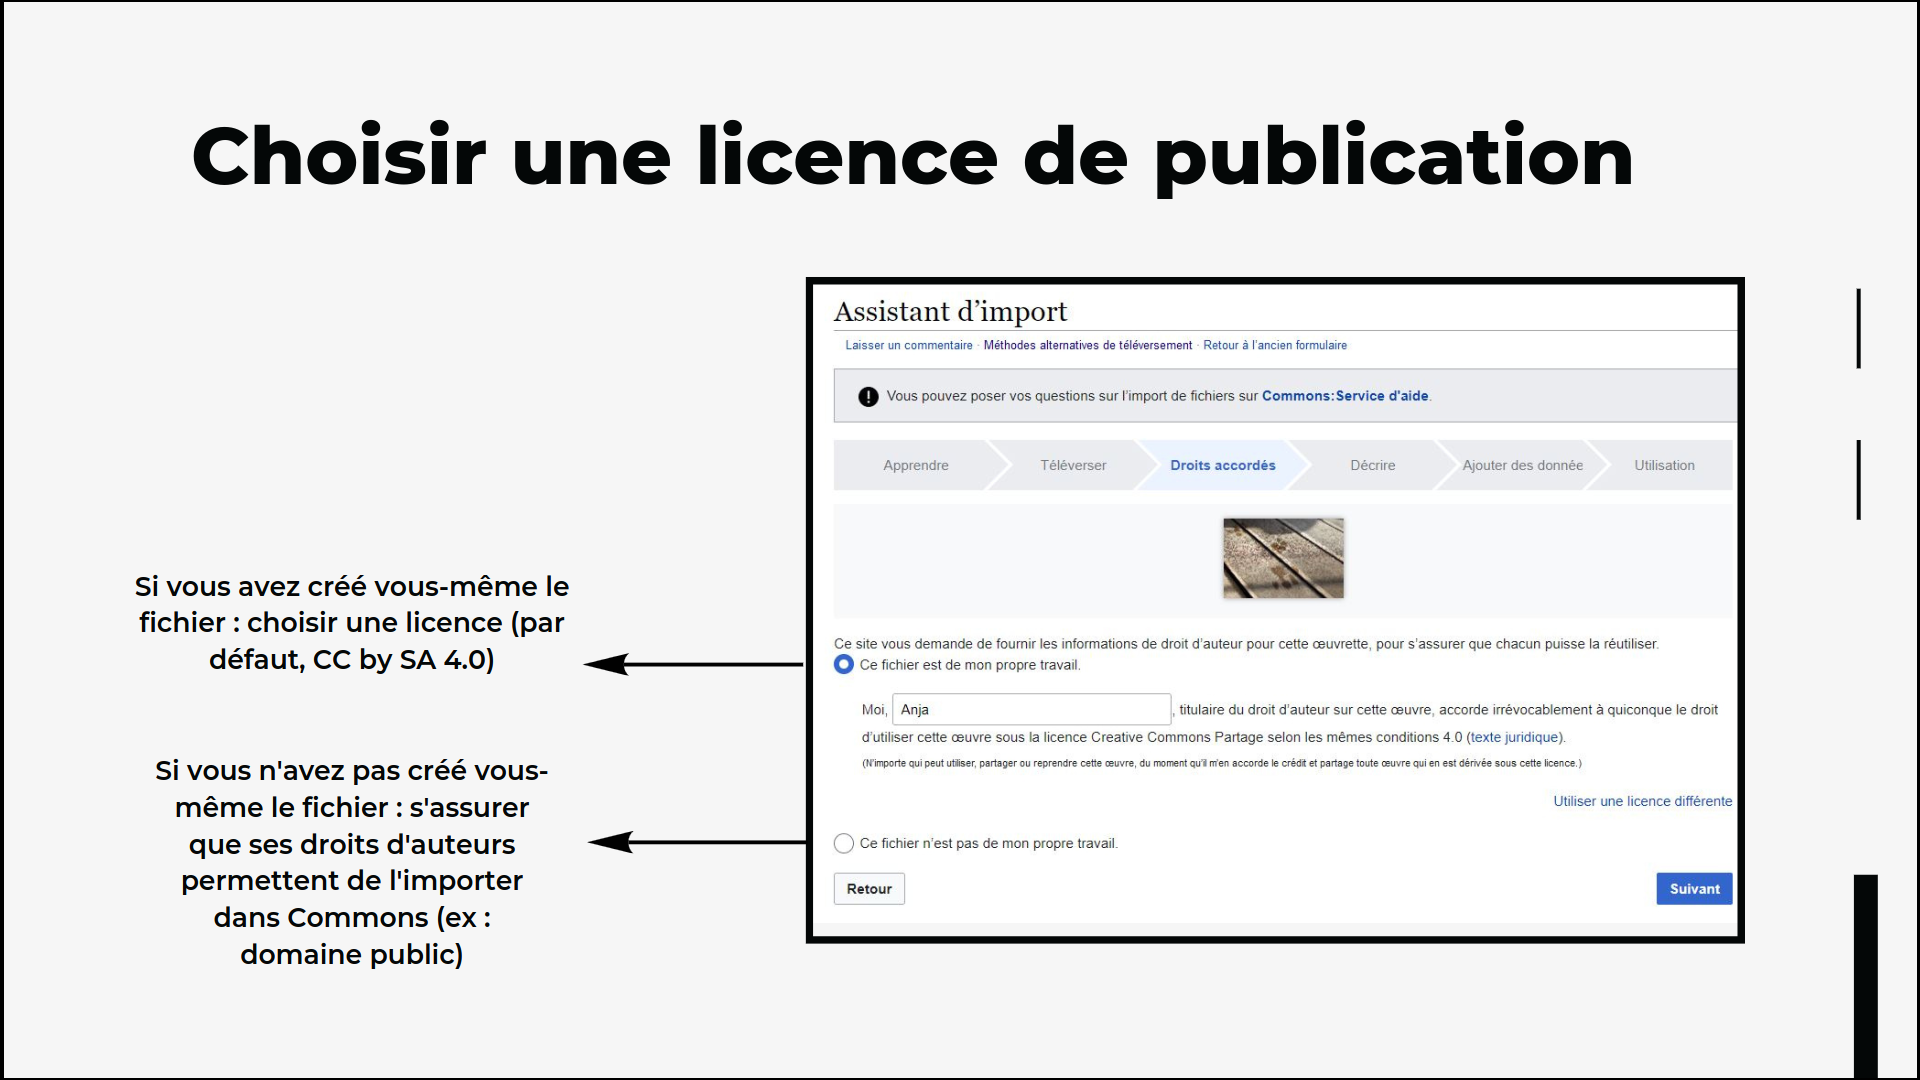 Choisir une licence de publication
Si vous avez créé vous-même le
fichier : choisir une licence (par
défaut, CC by SA 4.0)
Si vous n'avez pas créé vous-
même le fichier : s'assurer
que ses droits d'auteurs
permettent de l'importer
dans Commons (ex :
domaine public)
Assistant d’import
Laisser un commentaire · Méthodes alternatives de téléversement · Retour à l’ancien formulaire
Vous pouvez poser vos questions sur l’import de fichiers sur Commons:Service d'aide.
Apprendre Téléverser Droits accordés Décrire Ajouter des donnée Utilisation
Ce site vous demande de fournir les informations de droit d’auteur pour cette œuvrette, pour s’assurer que chacun puisse la réutiliser.
Ce fichier est de mon propre travail.
Moi, Anja , titulaire du droit d’auteur sur cette œuvre, accorde irrévocablement à quiconque le droit
d’utiliser cette œuvre sous la licence Creative Commons Partage selon les mêmes conditions 4.0 (texte juridique).
(N’importe qui peut utiliser, partager ou reprendre cette œuvre, du moment qu’il m’en accorde le crédit et partage toute œuvre qui en est dérivée sous cette licence.)
Utiliser une licence différente
Ce fichier n’est pas de mon propre travail.
Retour Suivant